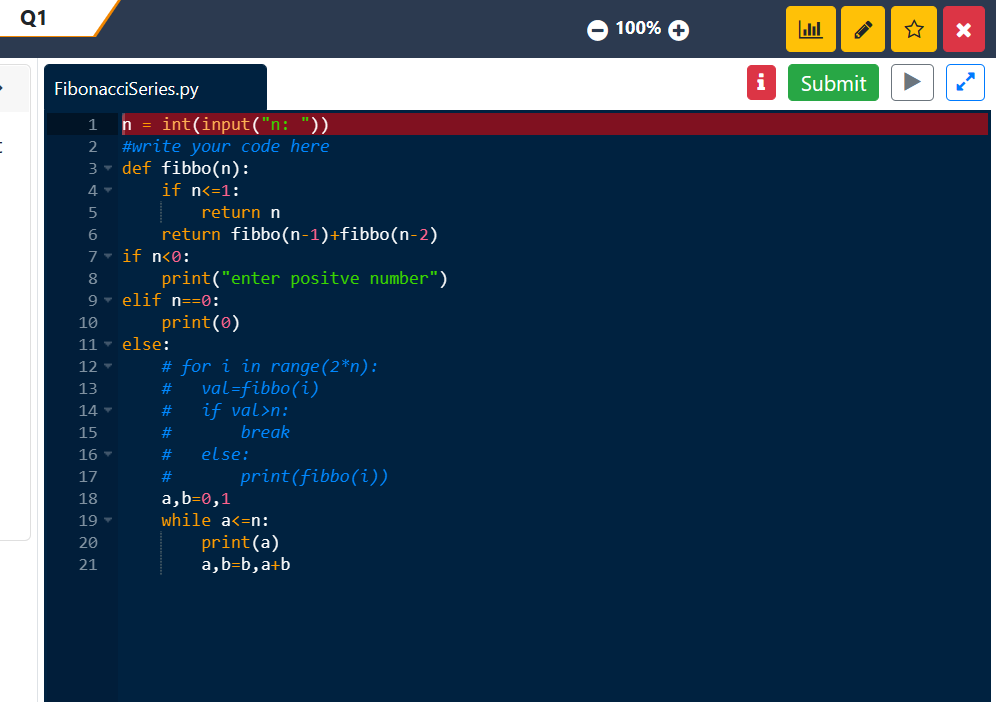 Q1
100%
FibonacciSeries.py
i Submit
1 n = int(input("n: "))
2 #write your code here
3 def fibbo(n):
4     if n<=1:
5         return n
6     return fibbo(n-1)+fibbo(n-2)
7 if n<0:
8     print("enter positve number")
9 elif n==0:
10     print(0)
11 else:
12     # for i in range(2*n):
13     #   val=fibbo(i)
14     #   if val>n:
15     #       break
16     #   else:
17     #       print(fibbo(i))
18     a,b=0,1
19     while a<=n:
20         print(a)
21         a,b=b,a+b